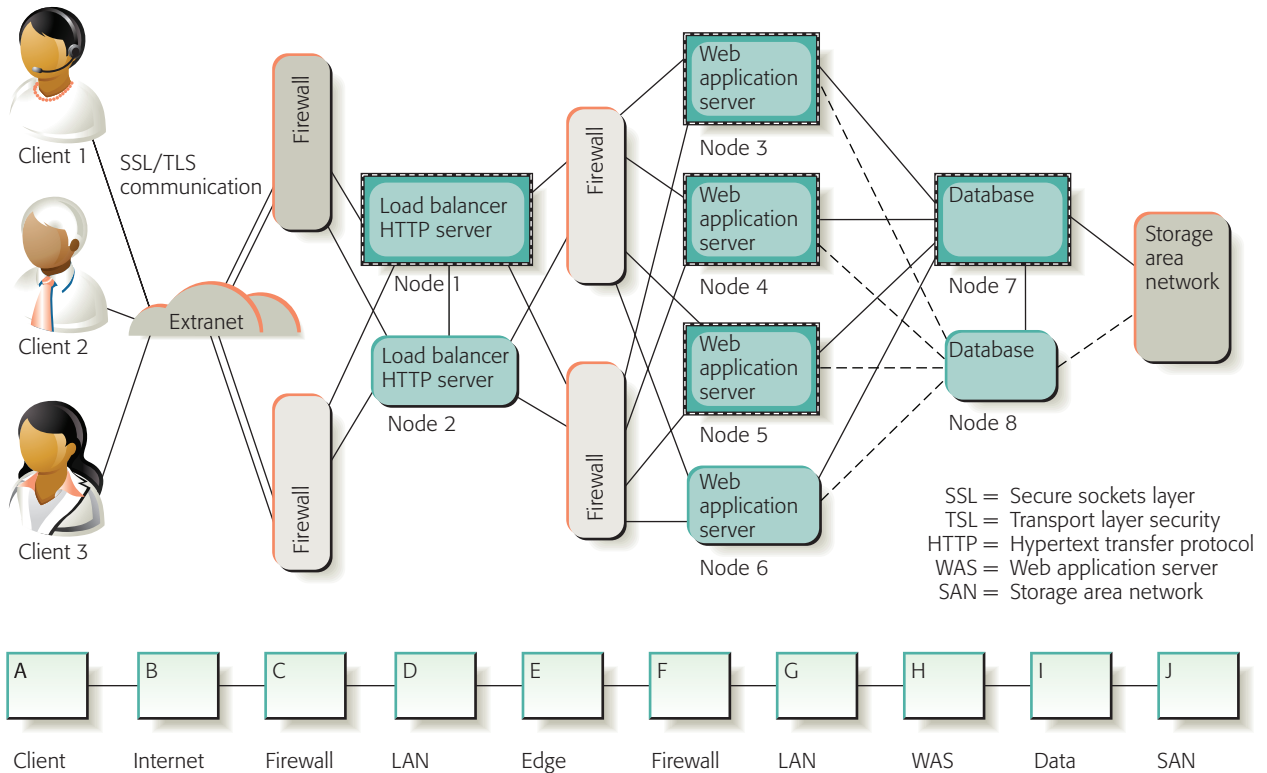 Client 1
SSL/TLS
communication
Client 2
Client 3
Extranet
Firewall
Firewall
Load balancer
HTTP server
Node 1
Load balancer
HTTP server
Node 2
Firewall
Firewall
Web
application
server
Node 3
Web
application
server
Node 4
Web
application
server
Node 5
Web
application
server
Node 6
Database
Node 7
Database
Node 8
Storage
area
network
SSL = Secure sockets layer
TSL = Transport layer security
HTTP = Hypertext transfer protocol
WAS = Web application server
SAN = Storage area network
A
B
C
D
E
F
G
H
I
J
Client
Internet
Firewall
LAN
Edge
Firewall
LAN
WAS
Data
SAN